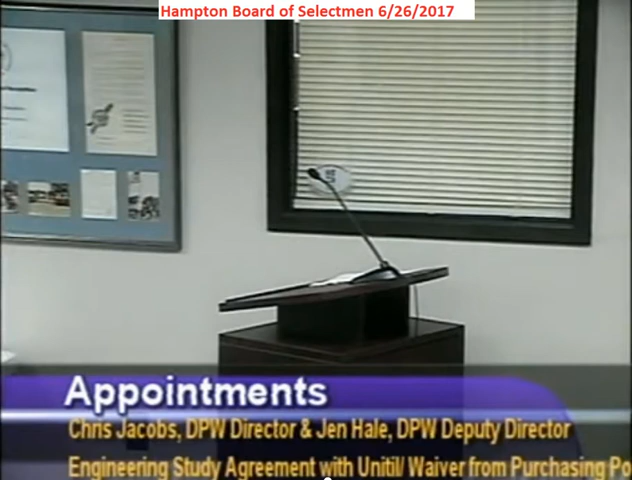 Hampton Board of Selectmen 6/26/2017
Appointments
Chris Jacobs, DPW Director & Jen Hale, DPW Deputy Director
Engineering Study Agreement with Unitil/ Waiver from Purchasing Po